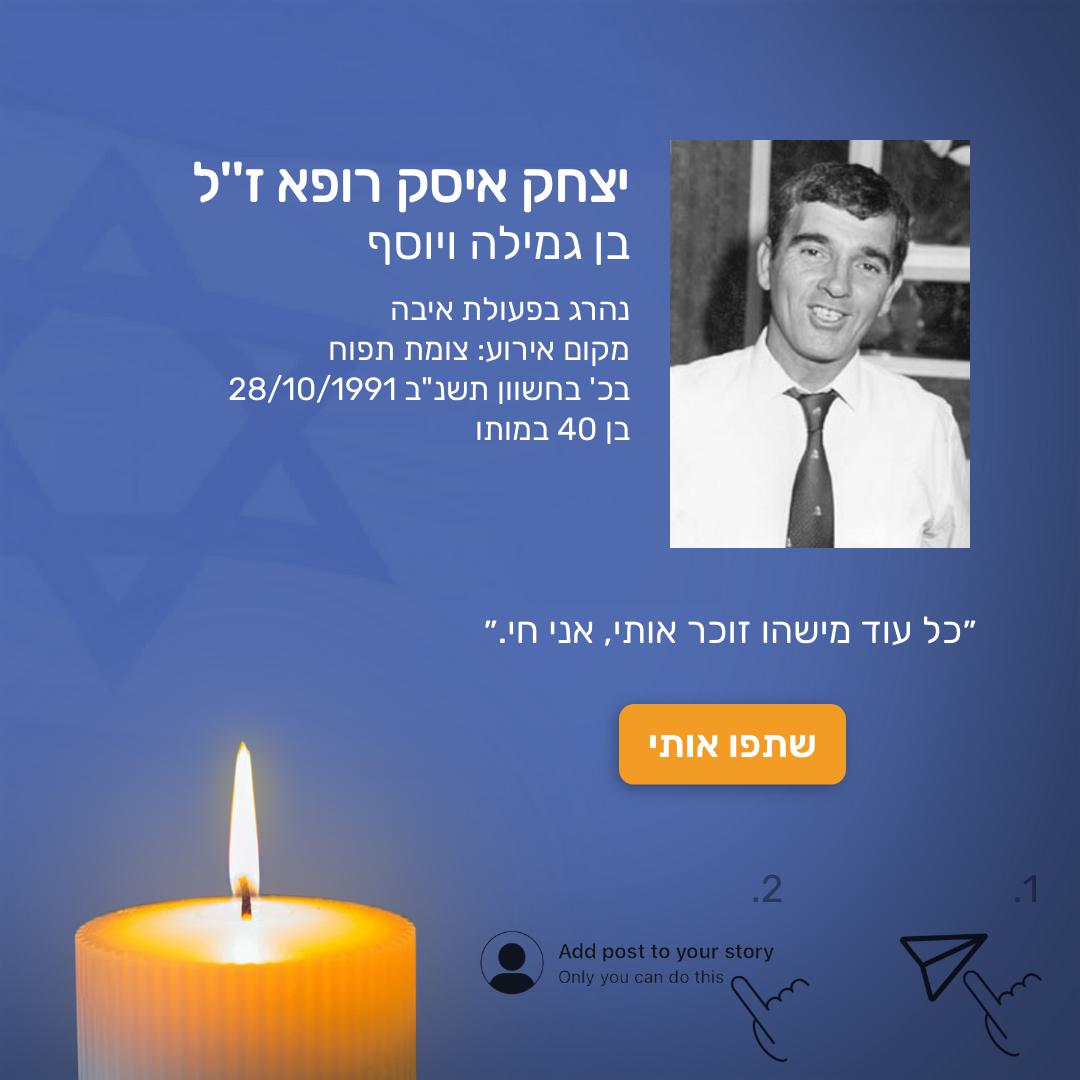 יצחק איסק רופא ז''ל
בן גמילה ויוסף
נהרג בפעולת איבה
מקום אירוע: צומת תפוח
בכ' בחשוון תשנ"ב 28/10/1991
בן 40 במותו
״כל עוד מישהו זוכר אותי, אני חי.״
שתפו אותי
1.
2.
Add post to your story
Only you can do this